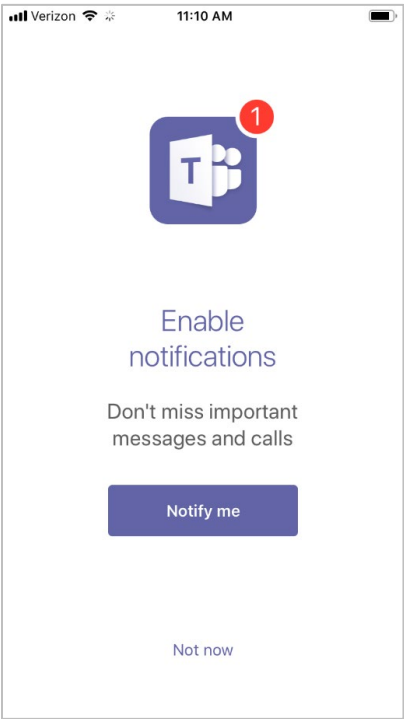 Verizon 11:10 AM
1
T
Enable
notifications
Don't miss important
messages and calls
Notify me
Not now